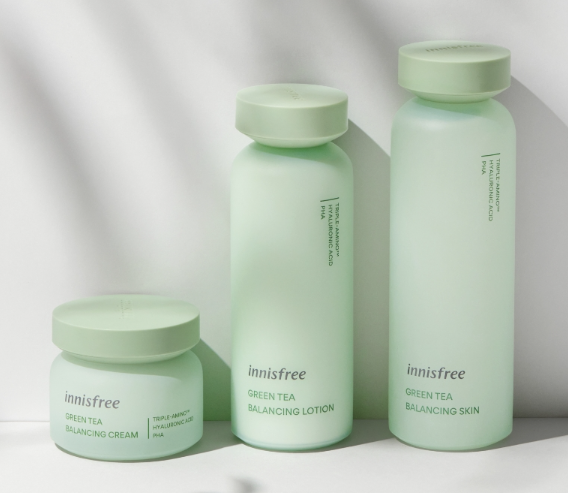 innisfree
GREEN TEA
BALANCING CREAM
TRIPLE-AMINO™
HYALURONIC ACID
PHA
TRIPLE-AMINO™
HYALURONIC ACID
PHA
innisfree
GREEN TEA
BALANCING LOTION
innisfree
TRIPLE-AMINO™
HYALURONIC ACID
PHA
innisfree
GREEN TEA
BALANCING SKIN